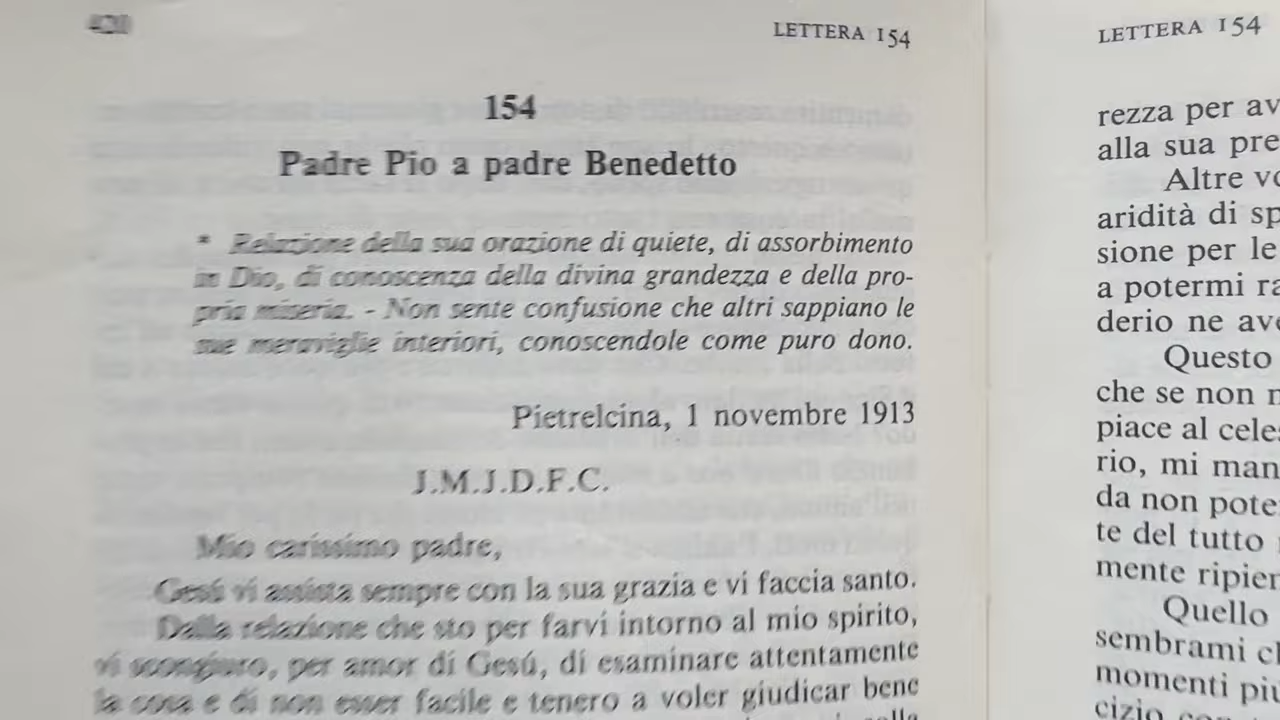 420
LETTERA 154
154
Padre Pio a padre Benedetto
* Relazione della sua orazione di quiete, di assorbimento
in Dio, di conoscenza della divina grandezza e della pro-
pria miseria. - Non sente confusione che altri sappiano le
sue meraviglie interiori, conoscendole come puro dono.
Pietrelcina, 1 novembre 1913
J.M.J.D.F.C.
Mio carissimo padre,
Gesú vi assista sempre con la sua grazia e vi faccia santo.
Dalla relazione che sto per farvi intorno al mio spirito,
vi scongiuro, per amor di Gesú, di esaminare attentamente
la cosa e di non esser facile e tenero a voler giudicar bene
LETTERA 154
rezza per av
alla sua pre
Altre vo
aridità di sp
sione per le
a potermi ra
derio ne ave
Questo
che se non
piace al celes
rio, mi man
da non pote
te del tutto
mente ripien
Quello
sembrami ch
momenti piú